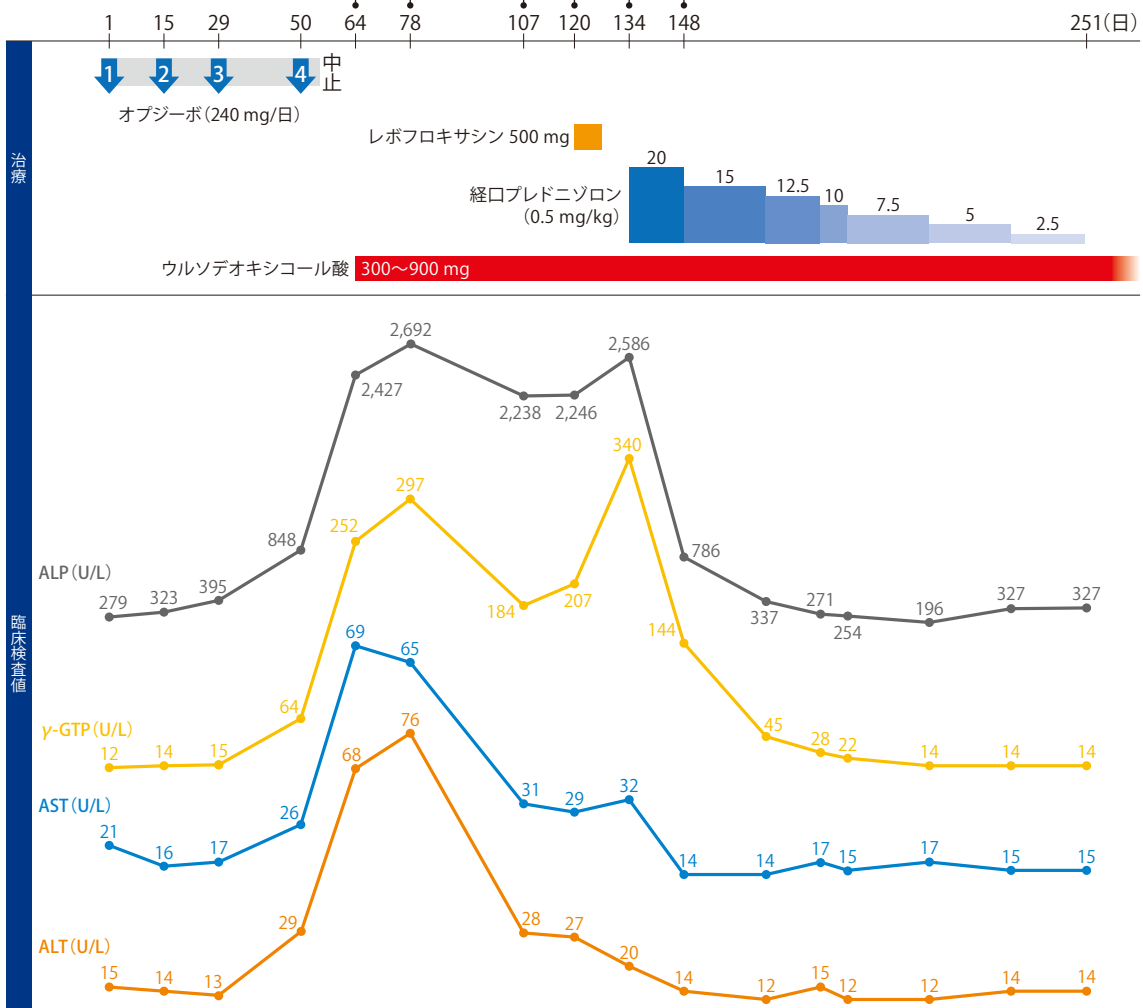 1 15 29 50 64 78 107 120 134 148 251(日)
治療
1 2 3 4 中止
オプジーボ(240 mg/日)
レボフロキサシン 500 mg
経口プレドニゾロン
(0.5 mg/kg)
20 15 12.5 10 7.5 5 2.5
ウルソデオキシコール酸 300〜900 mg
臨床検査値
ALP(U/L)
279 323 395 848 2,427 2,692 2,238 2,246 2,586 786 337 271 254 196 327 327
γ-GTP(U/L)
12 14 15 64 252 297 184 207 340 144 45 28 22 14 14 14
AST(U/L)
21 16 17 26 69 65 31 29 32 14 14 17 15 17 15 15
ALT(U/L)
15 14 13 29 68 76 28 27 20 14 12 15 12 12 14 14